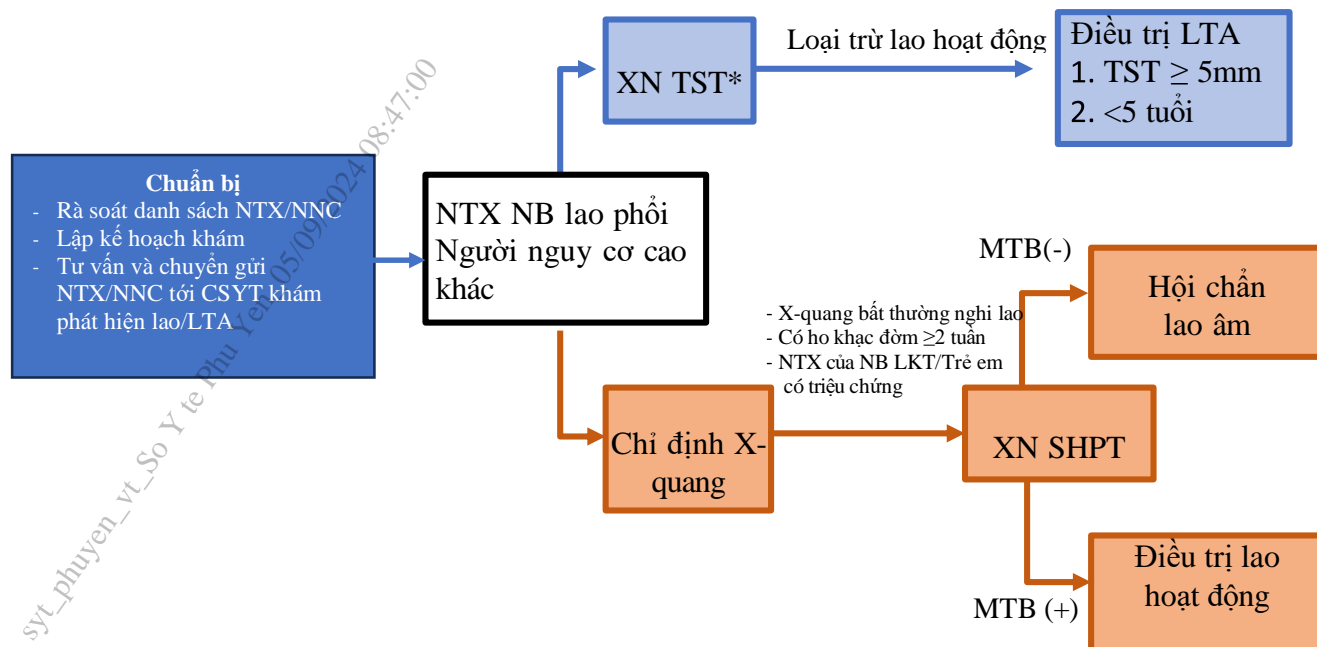 Chuẩn bị
- Rà soát danh sách NTX/NNC
- Lập kế hoạch khám
- Tư vấn và chuyển gửi
NTX/NNC tới CSYT khám
phát hiện lao/LTA
NTX NB lao phổi
Người nguy cơ cao
khác
XN TST*
Loại trừ lao hoạt động
Điều trị LTA
1. TST ≥ 5mm
2. <5 tuổi
Chỉ định X-
quang
- X-quang bất thường nghi lao
- Có ho khạc đờm ≥2 tuần
- NTX của NB LKT/Trẻ em
có triệu chứng
XN SHPT
MTB(-)
Hội chẩn
lao âm
MTB (+)
Điều trị lao
hoạt động
syt_phuyen_vt_So Y te Phu Yen 05/09/2024 08:47:00